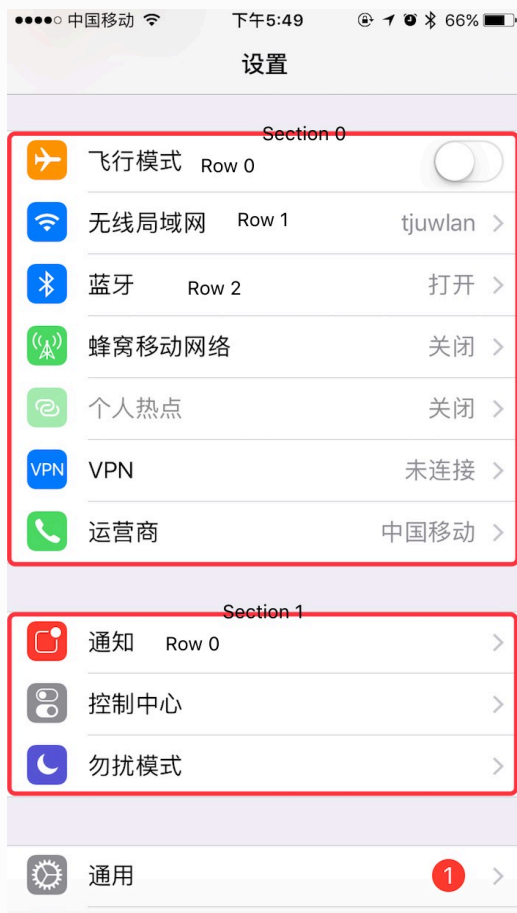 中国移动 下午5:49 66%
设置
Section 0
飞行模式 Row 0
无线局域网 Row 1 tjuwlan
蓝牙 Row 2 打开
蜂窝移动网络 关闭
个人热点 关闭
VPN VPN 未连接
运营商 中国移动
Section 1
通知 Row 0
控制中心
勿扰模式
通用 1